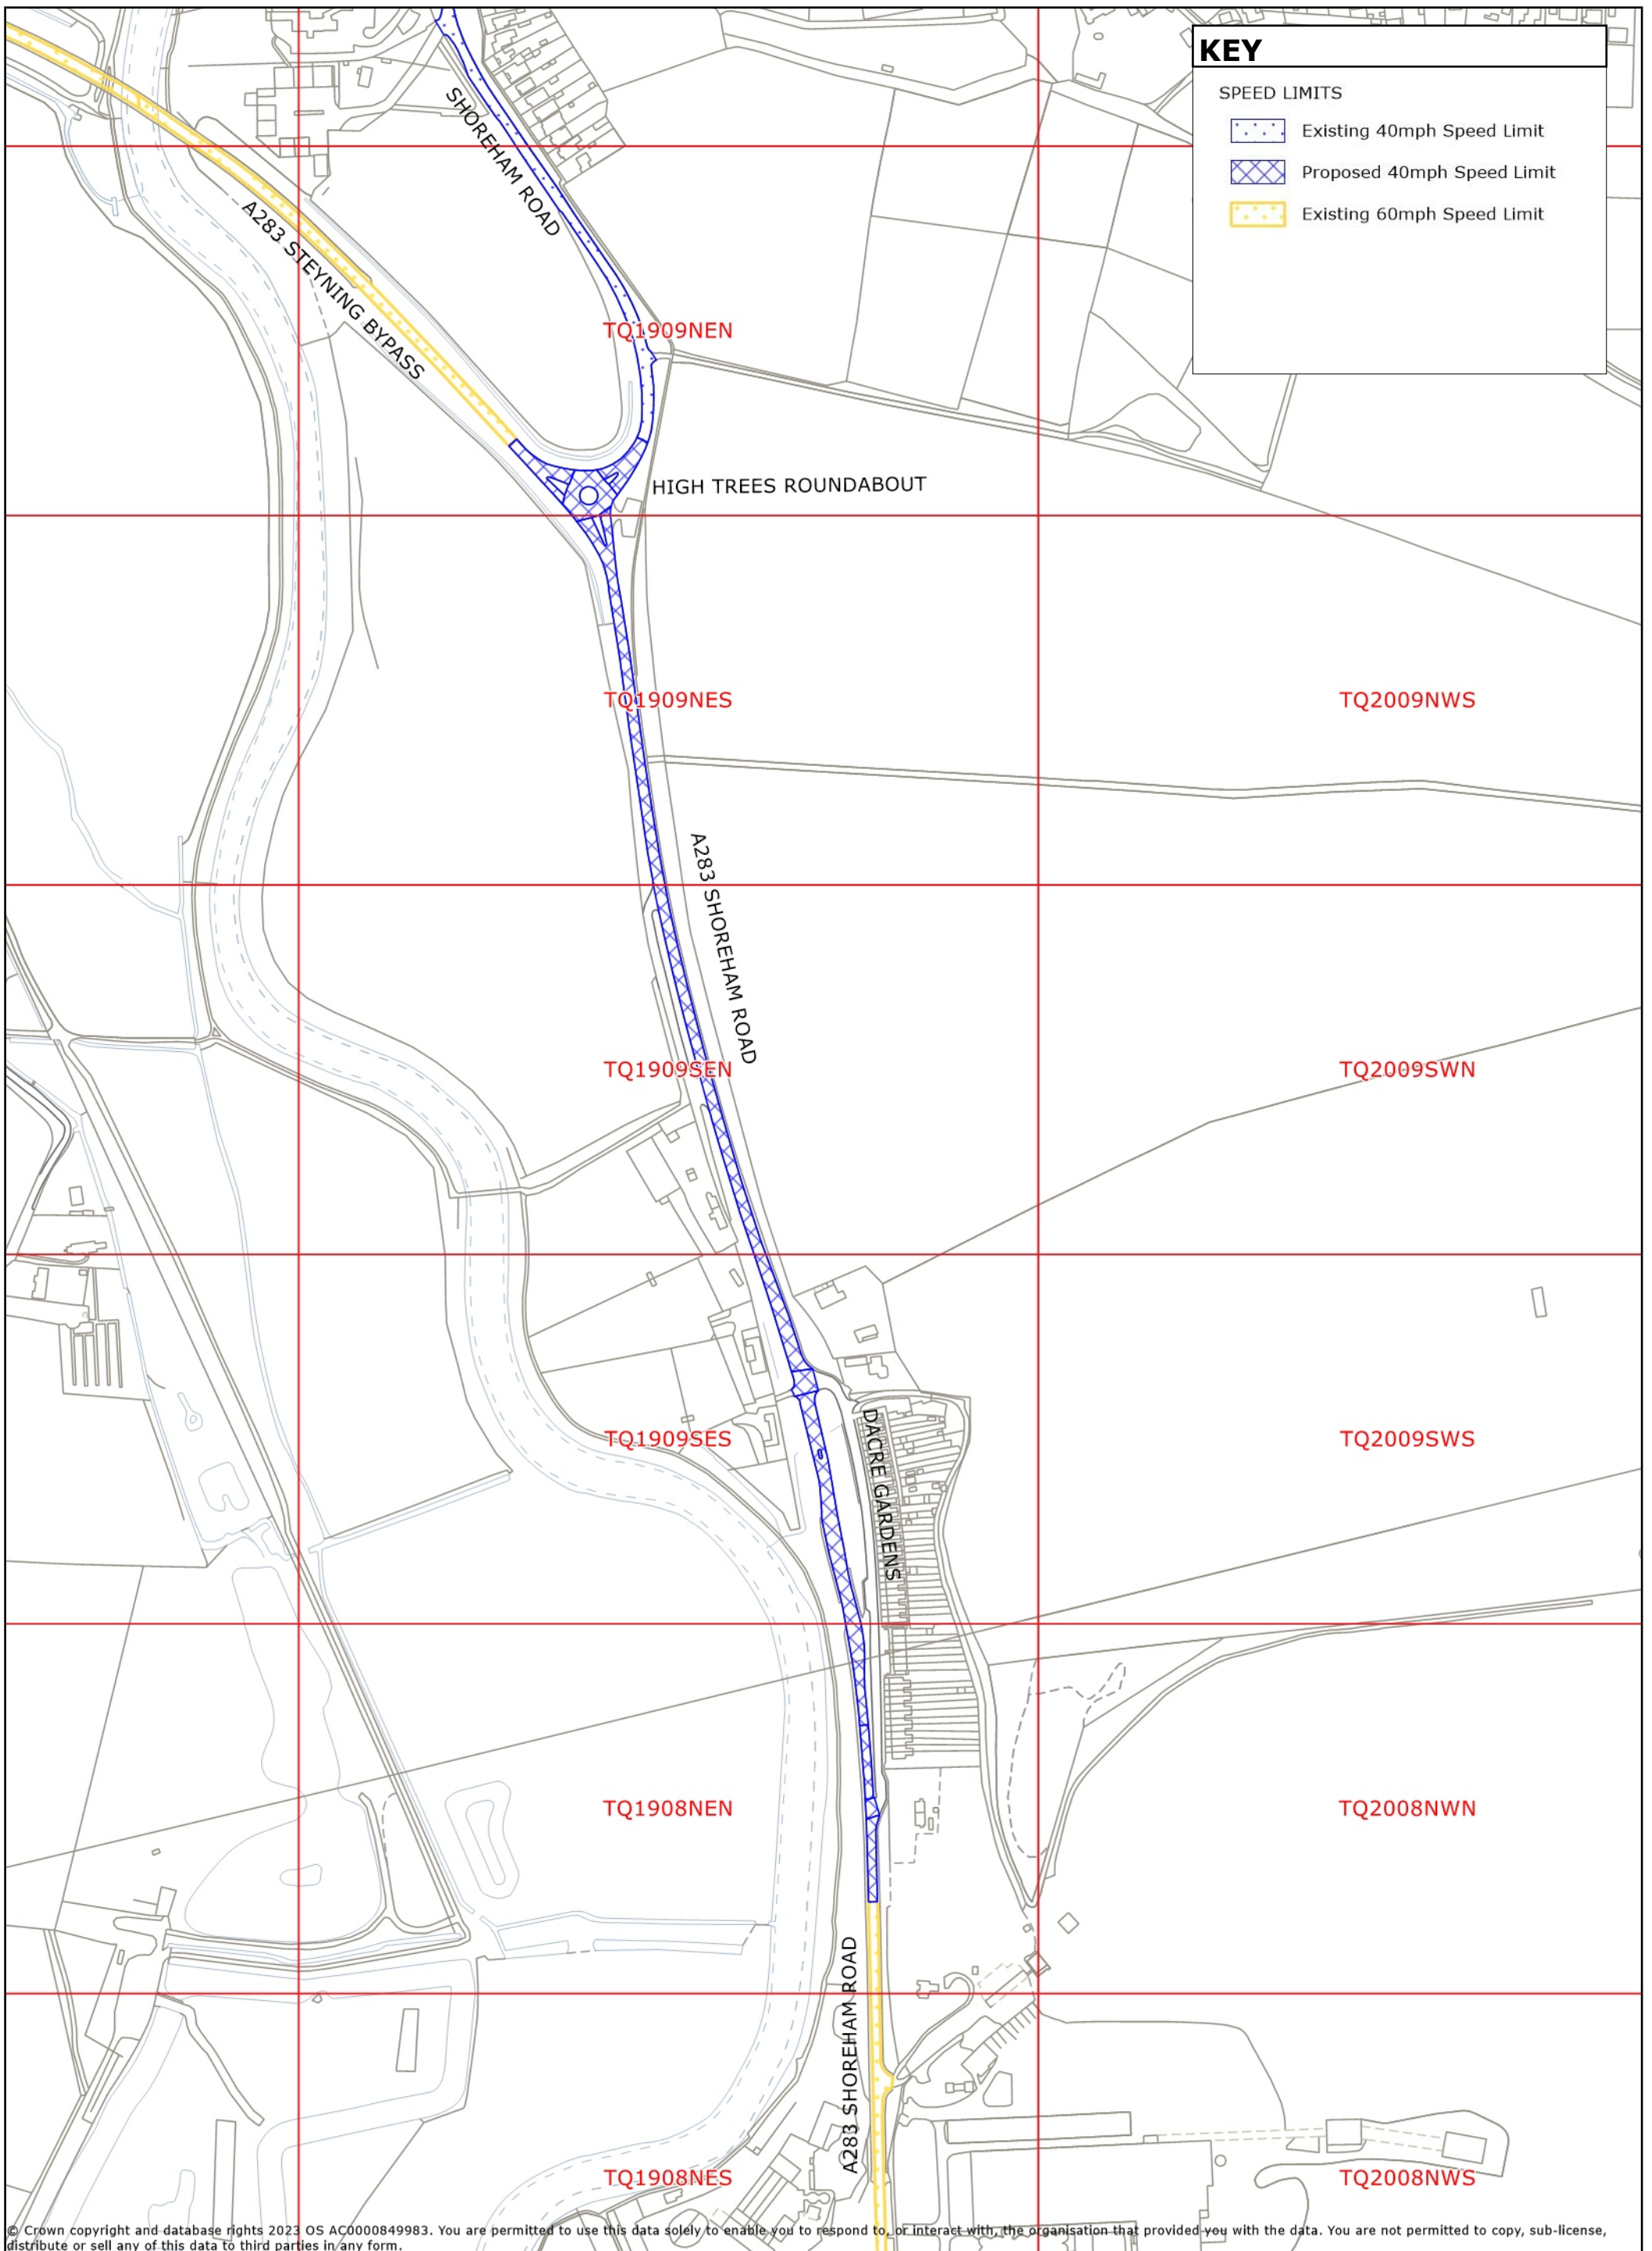 KEY
SPEED LIMITS
Existing 40mph Speed Limit
Proposed 40mph Speed Limit
Existing 60mph Speed Limit
SHOREHAM ROAD
A283 STEYNING BYPASS
TQ1909NEN
HIGH TREES ROUNDABOUT
TQ1909NES
TQ2009NWS
A283 SHOREHAM ROAD
TQ1909SEN
TQ2009SWN
TQ1909SES
TQ2009SWS
DACRE GARDENS
TQ1908NEN
TQ2008NWN
A283 SHOREHAM ROAD
TQ1908NES
TQ2008NWS
© Crown copyright and database rights 2023 OS AC0000849983. You are permitted to use this data solely to enable you to respond to, or interact with, the organisation that provided you with the data. You are not permitted to copy, sub-license,
distribute or sell any of this data to third parties in any form.